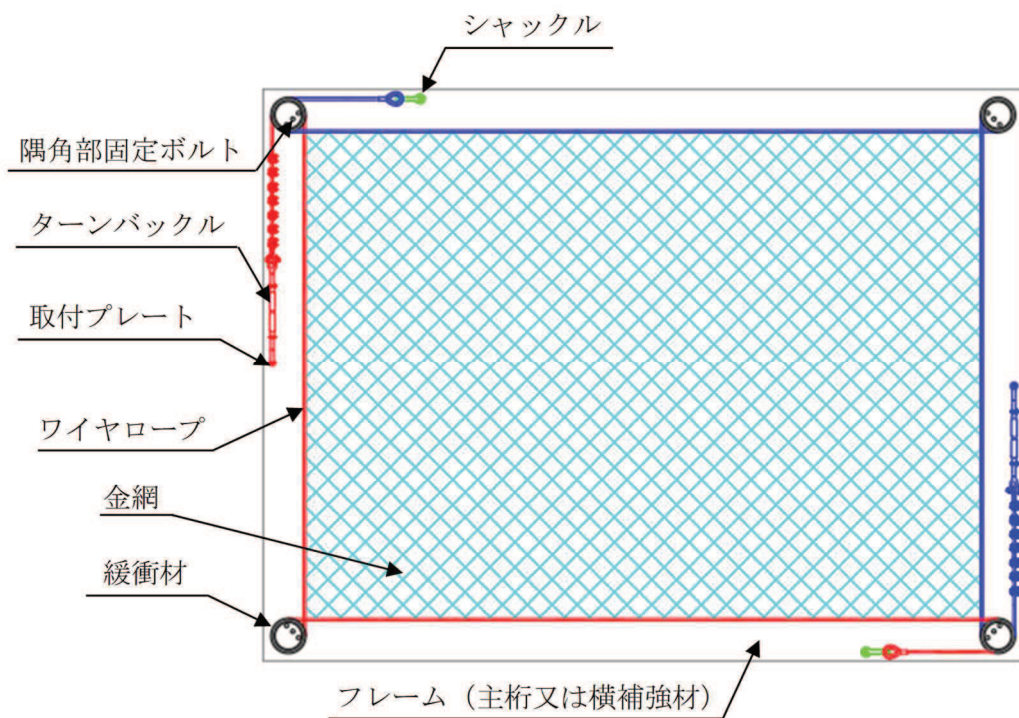 シャックル
隅角部固定ボルト
ターンバックル
取付プレート
ワイヤロープ
金網
緩衝材
フレーム（主桁又は横補強材）